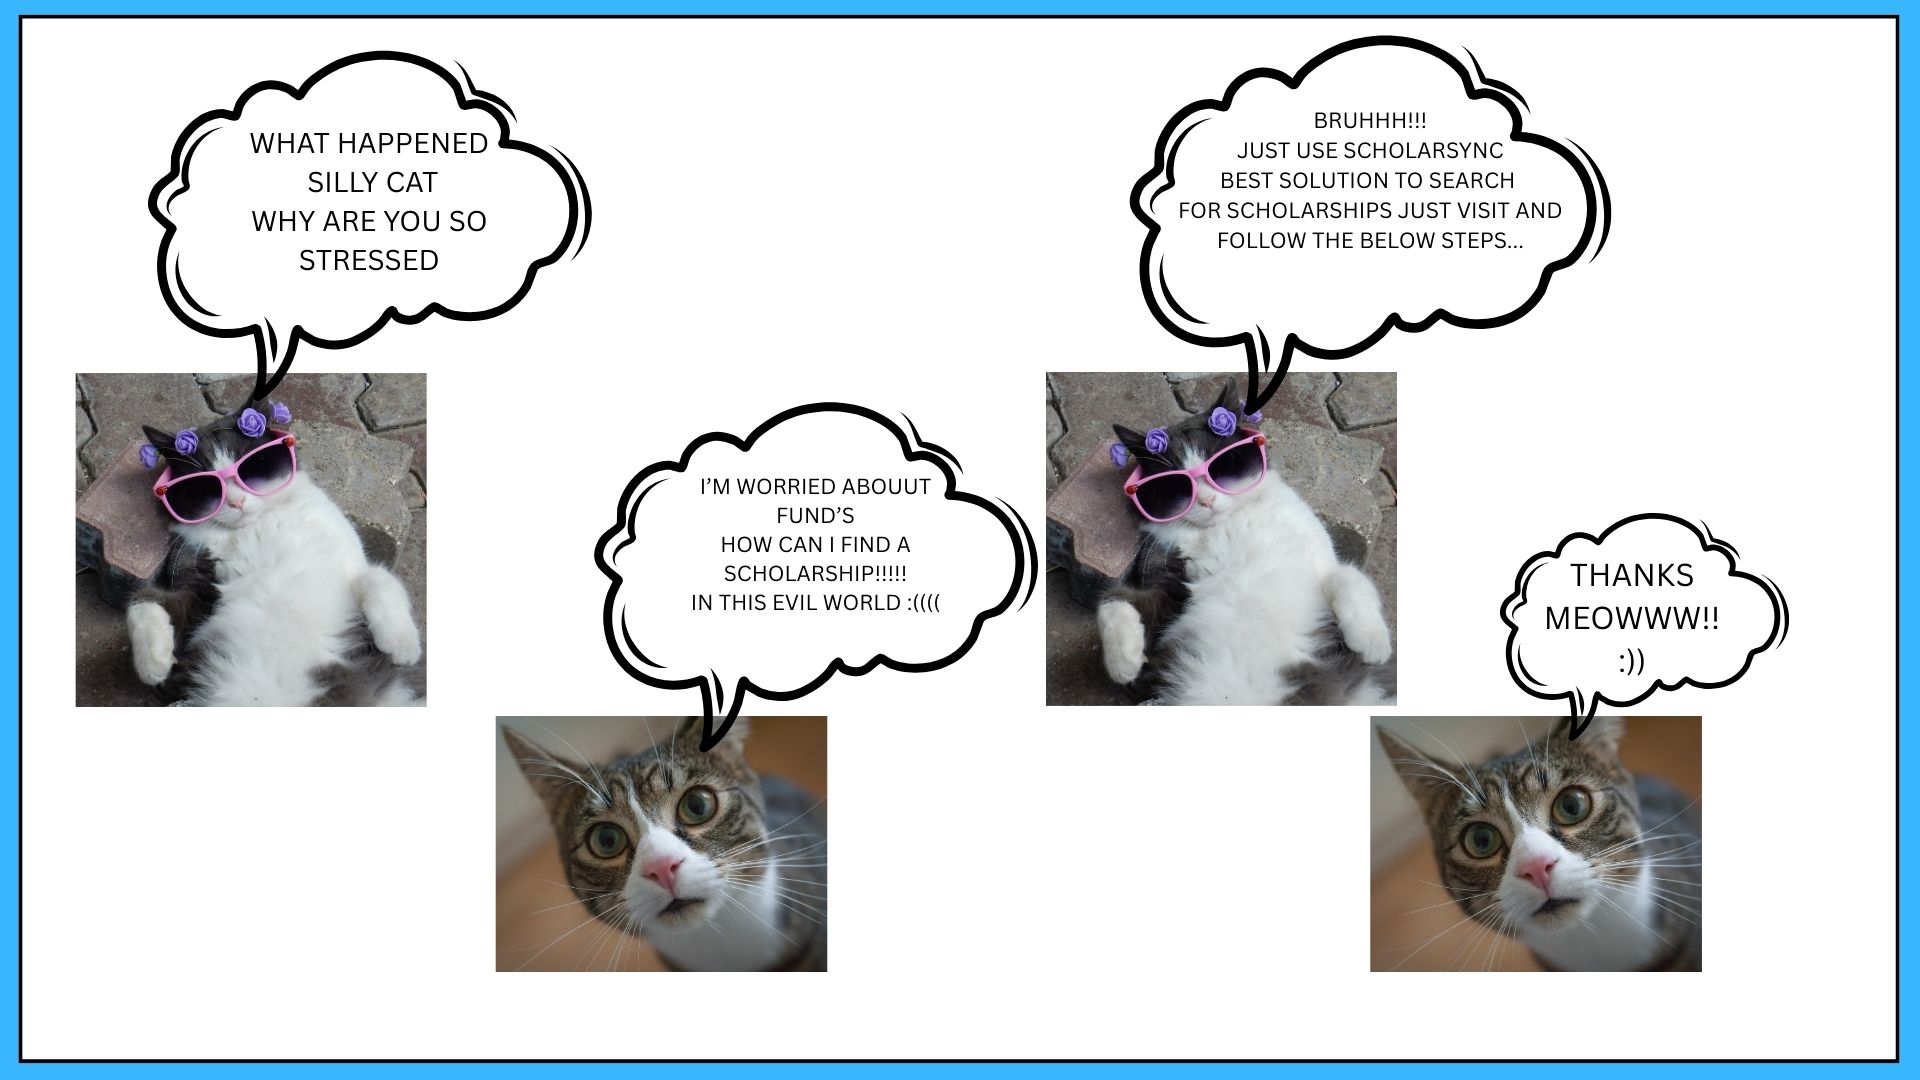 WHAT HAPPENED
SILLY CAT
WHY ARE YOU SO
STRESSED
I'M WORRIED ABOUUT
FUND'S
HOW CAN I FIND A
SCHOLARSHIP!!!!!
IN THIS EVIL WORLD :((((
BRUHHH!!!
JUST USE SCHOLARSYNC
BEST SOLUTION TO SEARCH
FOR SCHOLARSHIPS JUST VISIT AND
FOLLOW THE BELOW STEPS...
THANKS
MEOWWW!!
:))